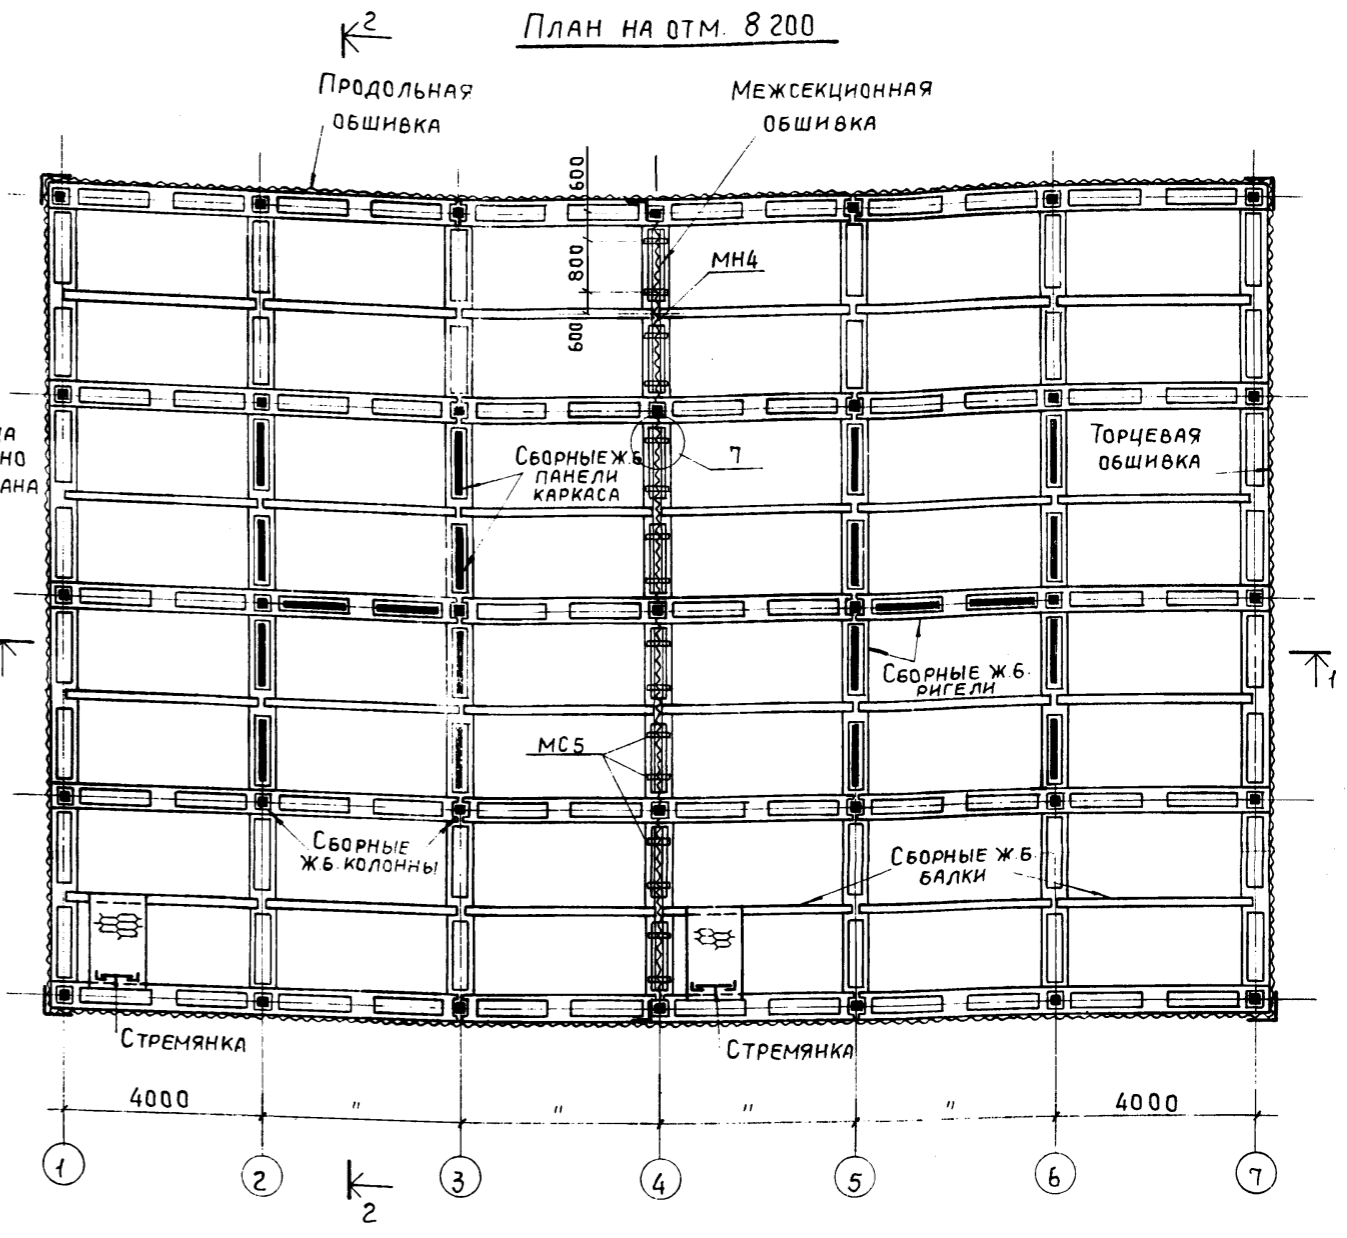 2
План на отм. 8 200
Продольная
обшивка
Межсекционная
обшивка
600
800
600
МН4
НО
АНА
Сборные ж.б.
панели
каркаса
7
Торцевая
обшивка
Сборные ж.б.
ригели
1
МС5
Сборные
ж.б. колонны
Сборные ж.б.
балки
Стремянка
Стремянка
4000 " " " " 4000
1 2 3 4 5 6 7
2